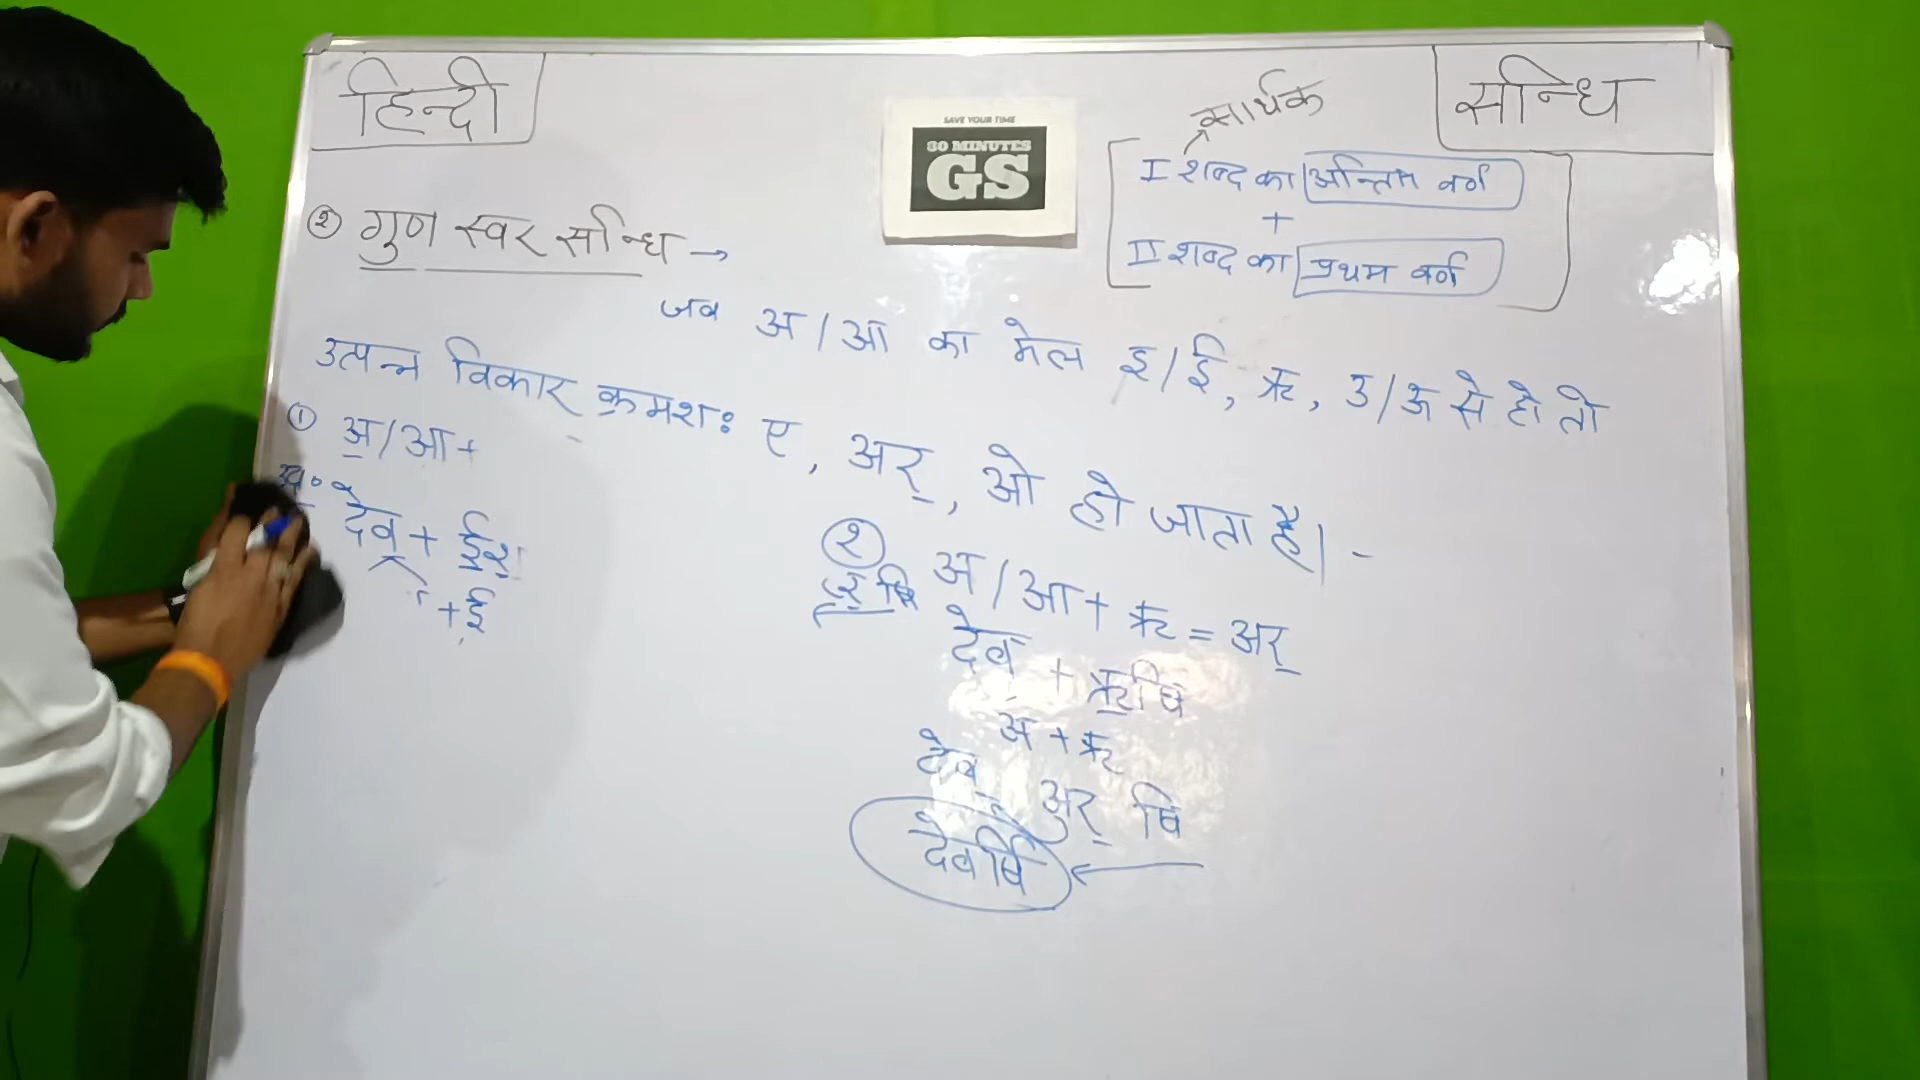 हिन्दी
सन्धि
SAVE YOUR TIME
30 MINUTES
GS
सार्थक
I शब्द का अन्तिम वर्ण
+
II शब्द का प्रथम वर्ण
② गुण स्वर सन्धि →
जब अ/आ का मेल इ/ई, ऋ, उ/ऊ से हो तो
उत्पन्न विकार क्रमशः ए, अर्, ओ हो जाता है। -
① अ/आ+
देव + ईश
+ई
② अ/आ+ ऋ = अर्
देव + ऋषि
अ + ऋ
देव् अर् षि
देवर्षि